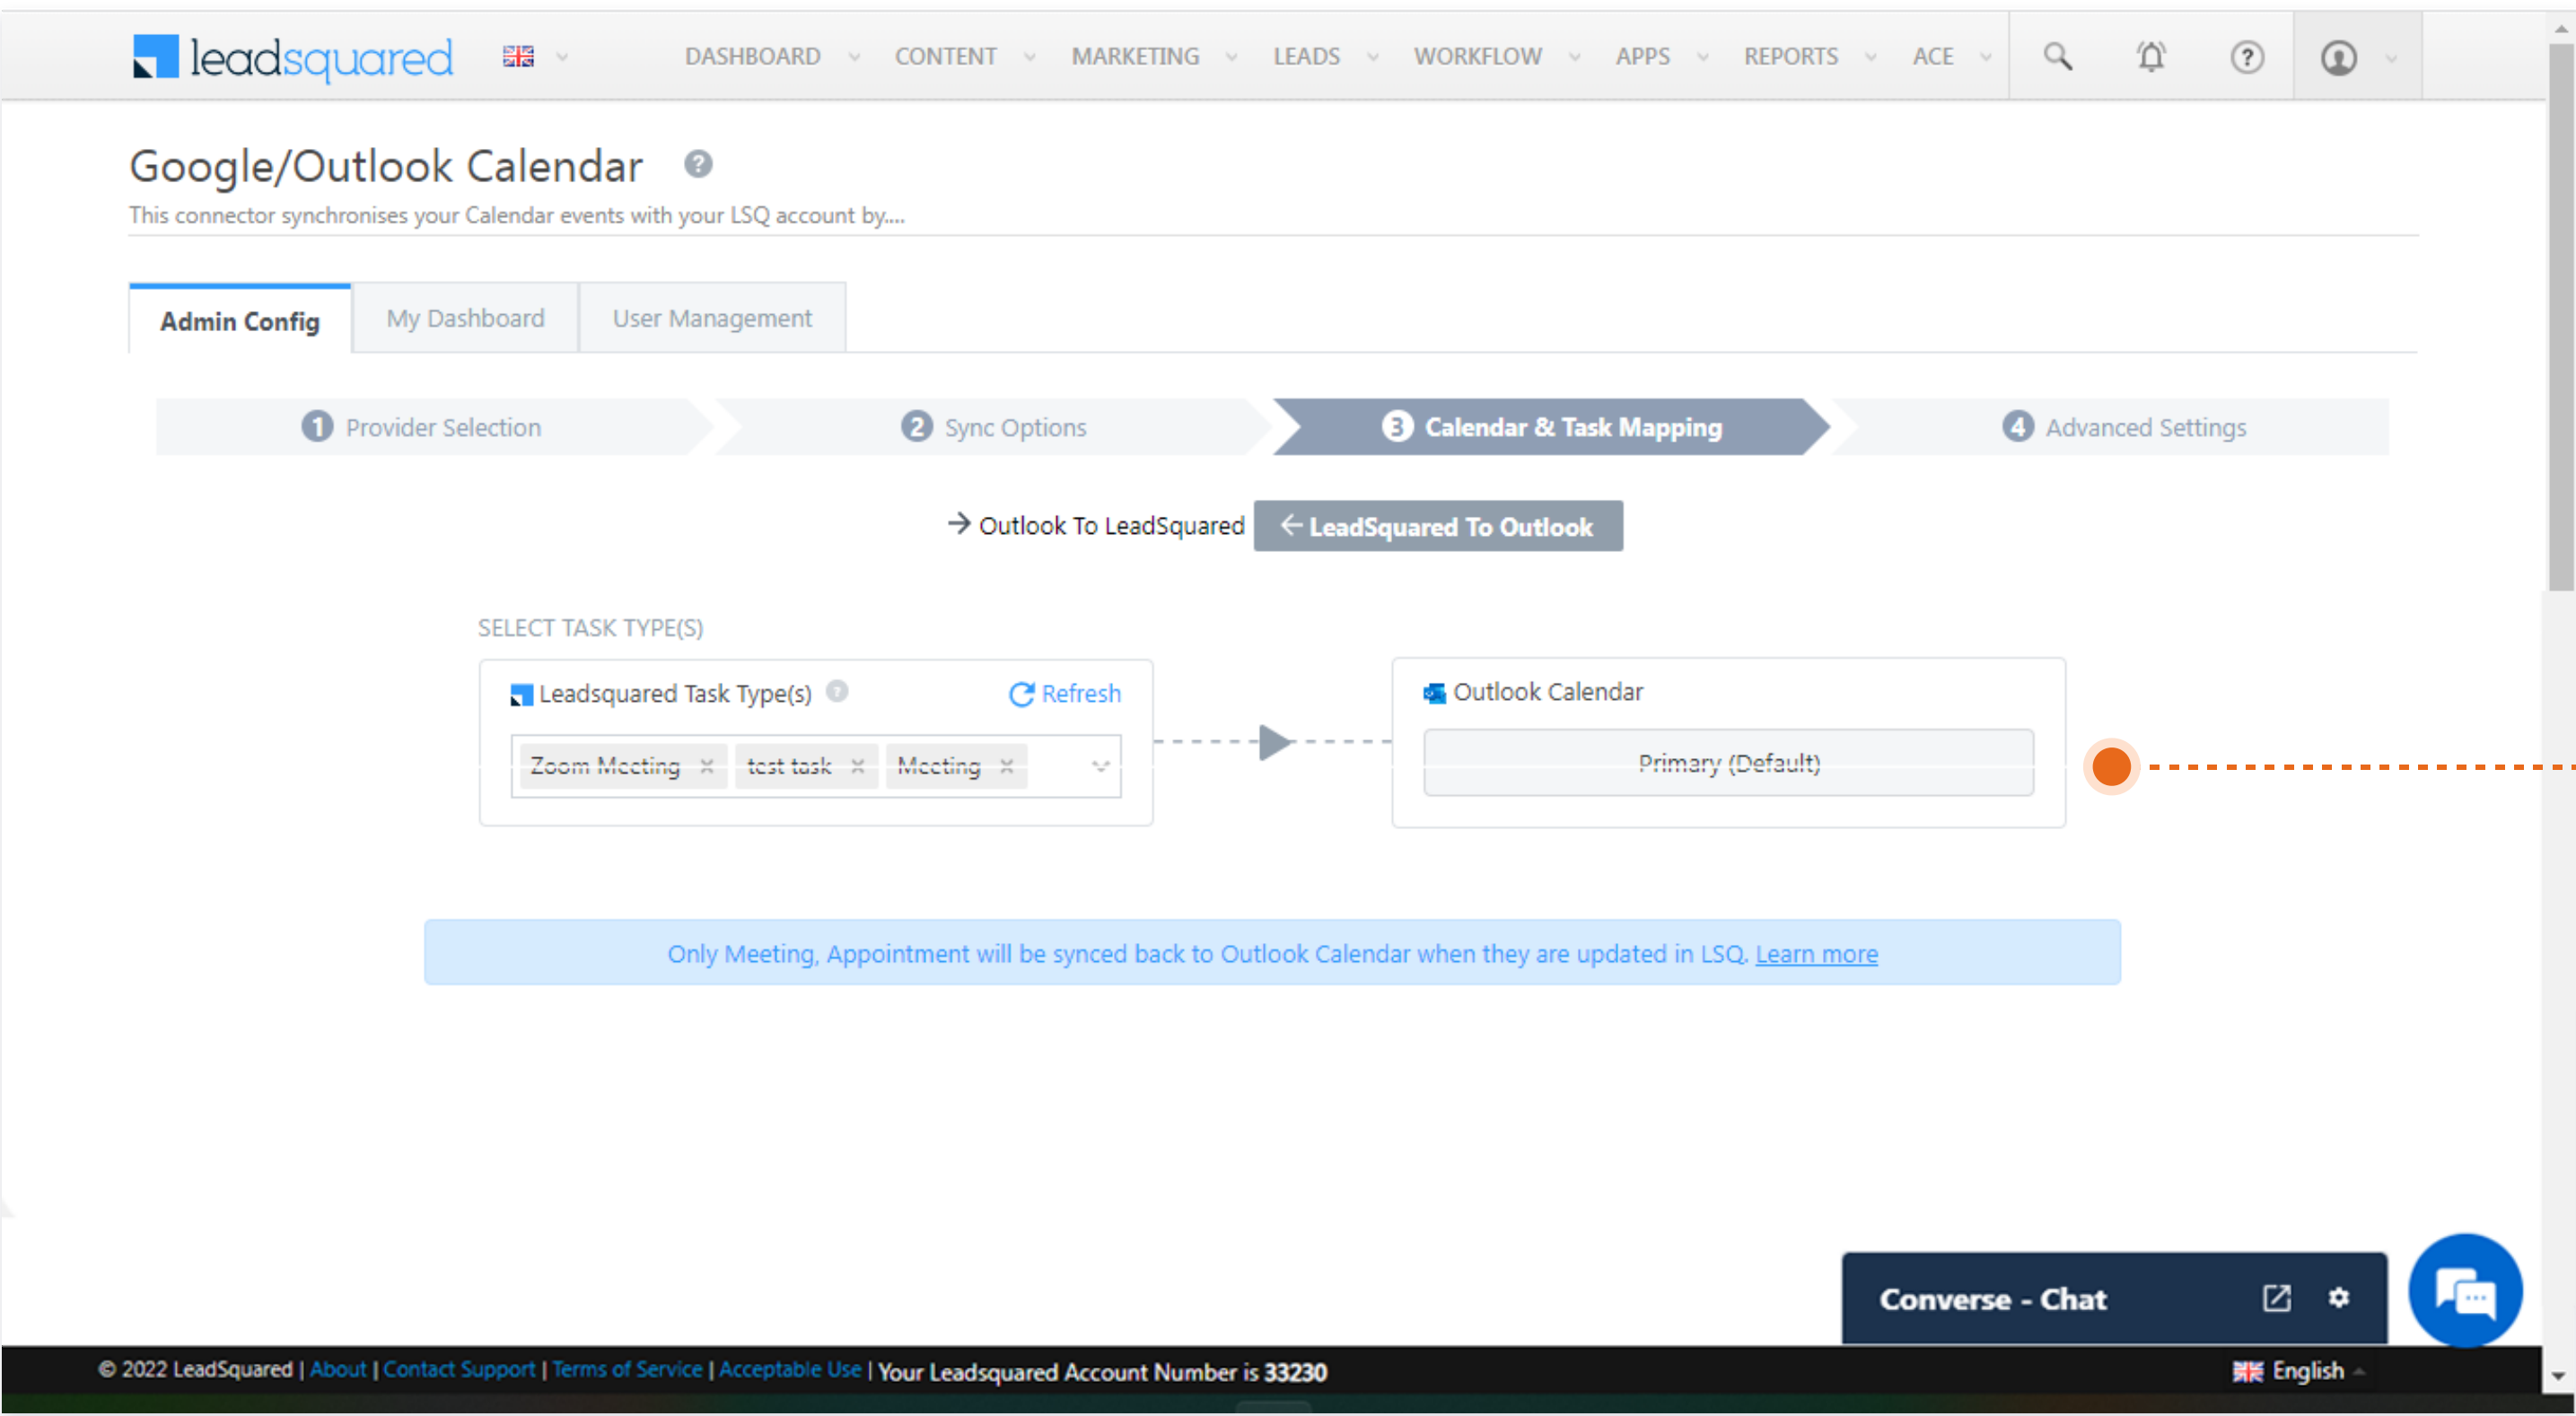 leadsquared
DASHBOARD CONTENT MARKETING LEADS WORKFLOW APPS REPORTS ACE
Google/Outlook Calendar
This connector synchronises your Calendar events with your LSQ account by....
Admin Config My Dashboard User Management
1 Provider Selection 2 Sync Options 3 Calendar & Task Mapping 4 Advanced Settings
→ Outlook To LeadSquared ← LeadSquared To Outlook
SELECT TASK TYPE(S)
Leadsquared Task Type(s) Refresh
Outlook Calendar
Zoom Meeting × test task × Meeting ×
Primary (Default)
Only Meeting, Appointment will be synced back to Outlook Calendar when they are updated in LSQ. Learn more
Converse - Chat
© 2022 LeadSquared | About | Contact Support | Terms of Service | Acceptable Use | Your Leadsquared Account Number is 33230
English